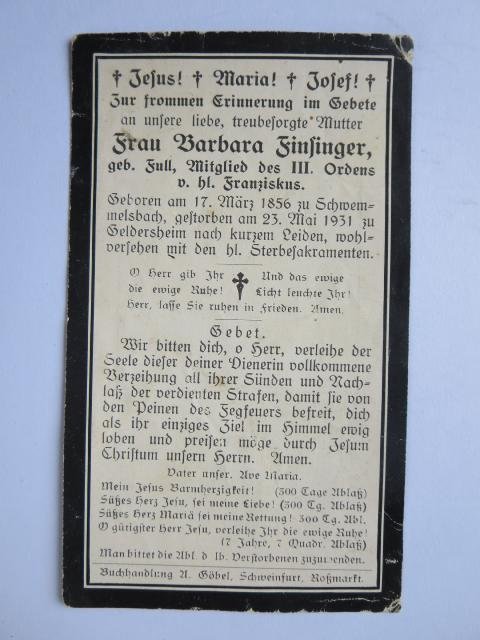 † Jesus! † Maria! † Josef! †
Zur frommen Erinnerung im Gebete
an unsere liebe, treubesorgte Mutter
Frau Barbara Finsinger,
geb. Full, Mitglied des III. Ordens
v. hl. Franziskus.
Geboren am 17. März 1856 zu Schwem-
melsbach, gestorben am 23. Mai 1931 zu
Geldersheim nach kurzem Leiden, wohl-
versehen mit den hl. Sterbesakramenten.
O Herr gib Ihr † Und das ewige
die ewige Ruhe! Licht leuchte Ihr!
Herr, lasse Sie ruhen in Frieden. Amen.
Gebet.
Wir bitten dich, o Herr, verleihe der
Seele dieser deiner Dienerin vollkommene
Verzeihung all ihrer Sünden und Nach-
laß der verdienten Strafen, damit sie von
den Peinen des Fegfeuers befreit, dich
als ihr einziges Ziel im Himmel ewig
loben und preisen möge durch Jesum
Christum unsern Herrn. Amen.
Vater unser. Ave Maria.
Mein Jesus Barmherzigkeit! (300 Tage Ablaß)
Süßes Herz Jesu, sei meine Liebe! (300 Tg. Ablaß)
Süßes Herz Mariä sei meine Rettung! 300 Tg. Abl.
O gütigster Herr Jesu, verleihe Ihr die ewige Ruhe!
(7 Jahre, 7 Quadr. Ablaß)
Man bittet die Abl. d. lb. Verstorbenen zuzuwenden.
Buchhandlung A. Göbel, Schweinfurt, Roßmarkt.